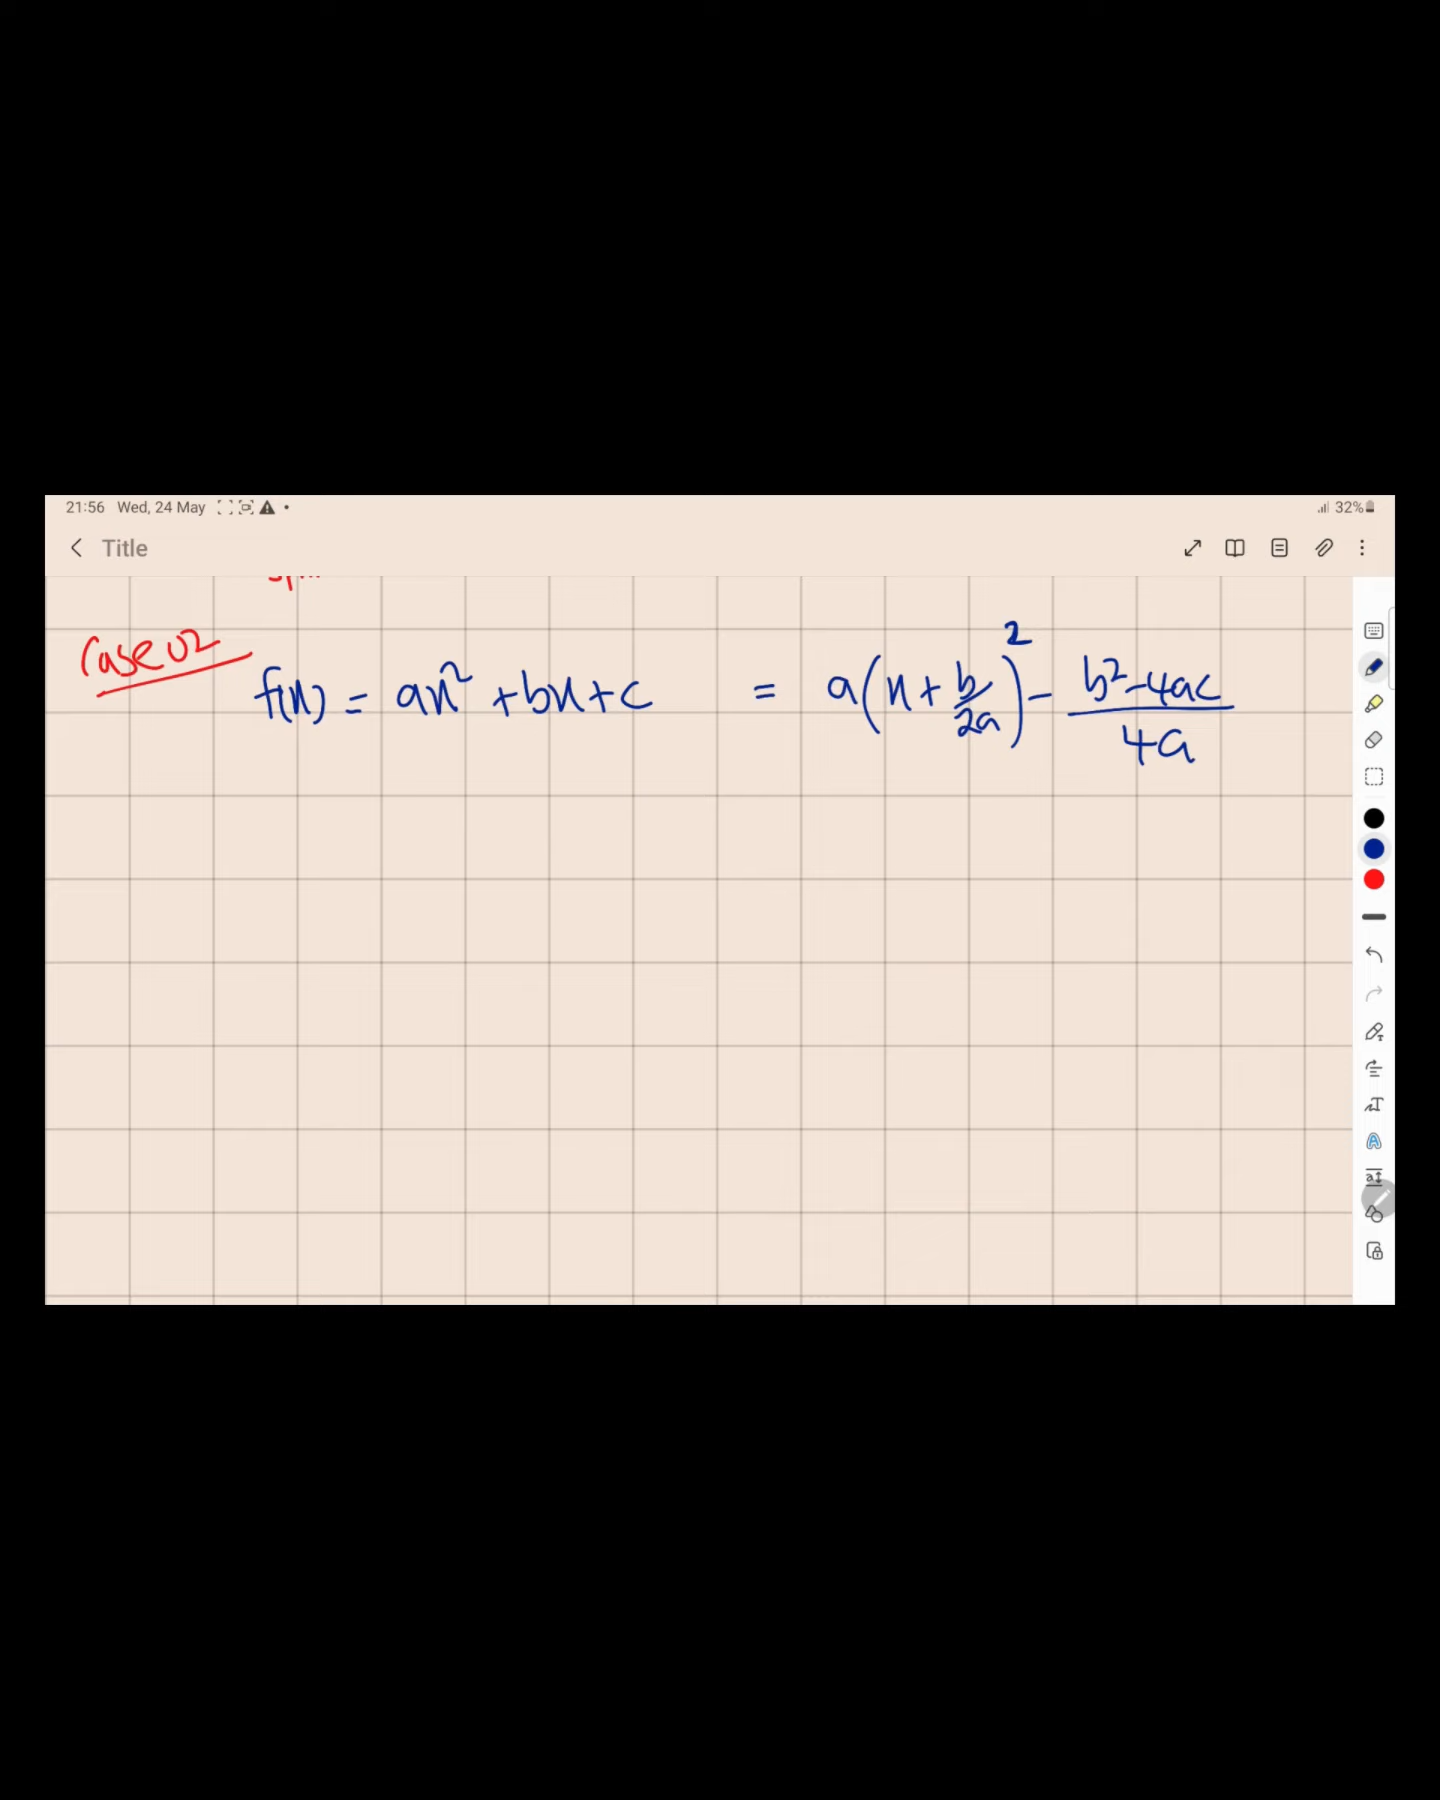 21:56 Wed, 24 May
32%
Title
Case 02
f(x) = ax² + bx + c = a(x + b/2a)² - b²-4ac/4a